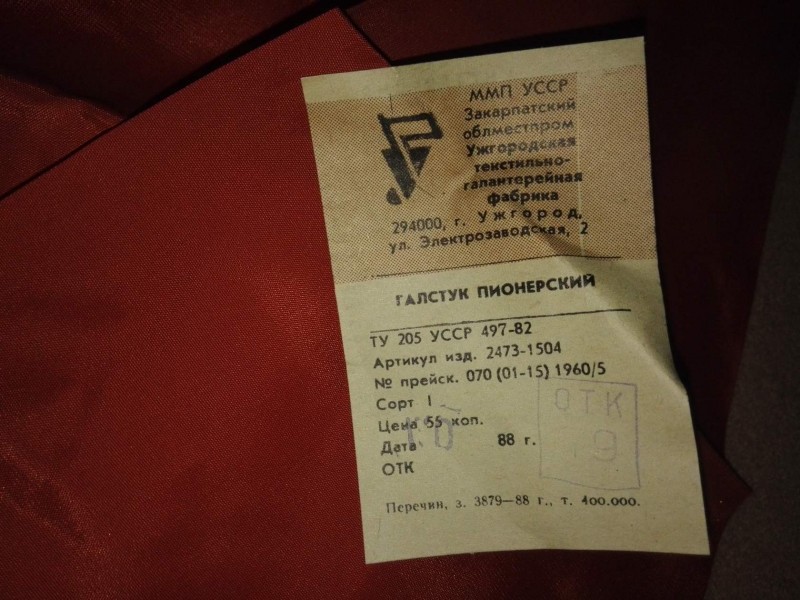 ММП УССР
Закарпатский
облместпром
Ужгородская
текстильно-
галантерейная
фабрика
294000, г. Ужгород,
ул. Электрозаводская, 2
ГАЛСТУК ПИОНЕРСКИЙ
ТУ 205 УССР 497-82
Артикул изд. 2473-1504
№ прейск. 070 (01-15) 1960/5
Сорт I
Цена 55 коп.
Дата 88 г.
ОТК
ОТК
9
Перечин, з. 3879—88 г., т. 400.000.